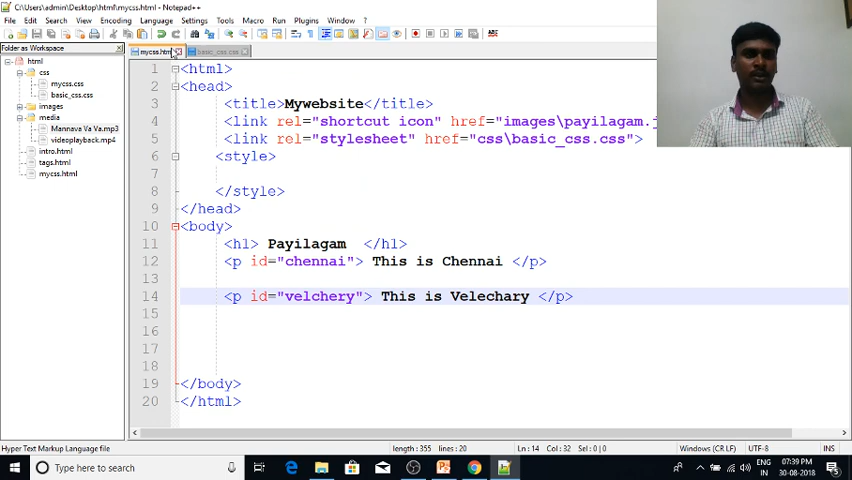 C:\Users\admin\Desktop\html\mycss.html - Notepad++
File Edit Search View Encoding Language Settings Tools Macro Run Plugins Window ?
Folder as Workspace
html
css
mycss.css
basic_css.css
images
media
Mannava Va Va.mp3
videoplayback.mp4
intro.html
tags.html
mycss.html
mycss.html basic_css.css
1 <html>
2 <head>
3 <title>Mywebsite</title>
4 <link rel="shortcut icon" href="images\payilagam.j
5 <link rel="stylesheet" href="css\basic_css.css">
6 <style>
7
8 </style>
9 </head>
10 <body>
11 <h1> Payilagam </h1>
12 <p id="chennai"> This is Chennai </p>
13
14 <p id="velchery"> This is Velechary </p>
15
16
17
18
19 </body>
20 </html>
Hyper Text Markup Language file length : 355 lines : 20 Ln : 14 Col : 32 Sel : 0 | 0 Windows (CR LF) UTF-8 INS
Type here to search
ENG
IN
07:39 PM
30-08-2018